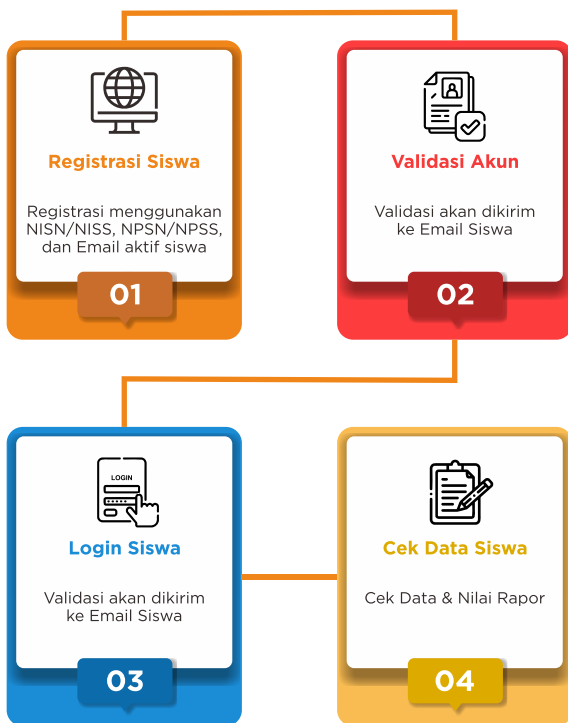 Registrasi Siswa
Registrasi menggunakan
NISN/NISS, NPSN/NPSS,
dan Email aktif siswa
01
Validasi Akun
Validasi akan dikirim
ke Email Siswa
02
LOGIN
Login Siswa
Validasi akan dikirim
ke Email Siswa
03
Cek Data Siswa
Cek Data & Nilai Rapor
04